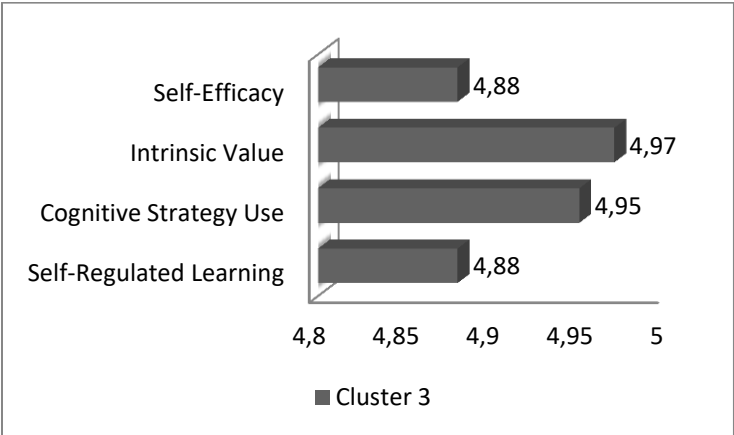 Self-Efficacy 4,88
Intrinsic Value 4,97
Cognitive Strategy Use 4,95
Self-Regulated Learning 4,88
4,8 4,85 4,9 4,95 5
Cluster 3